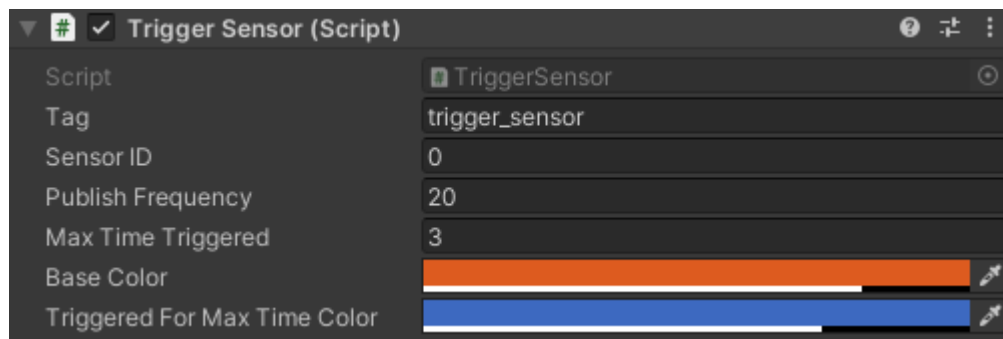 Trigger Sensor (Script)
Script TriggerSensor
Tag trigger_sensor
Sensor ID 0
Publish Frequency 20
Max Time Triggered 3
Base Color
Triggered For Max Time Color